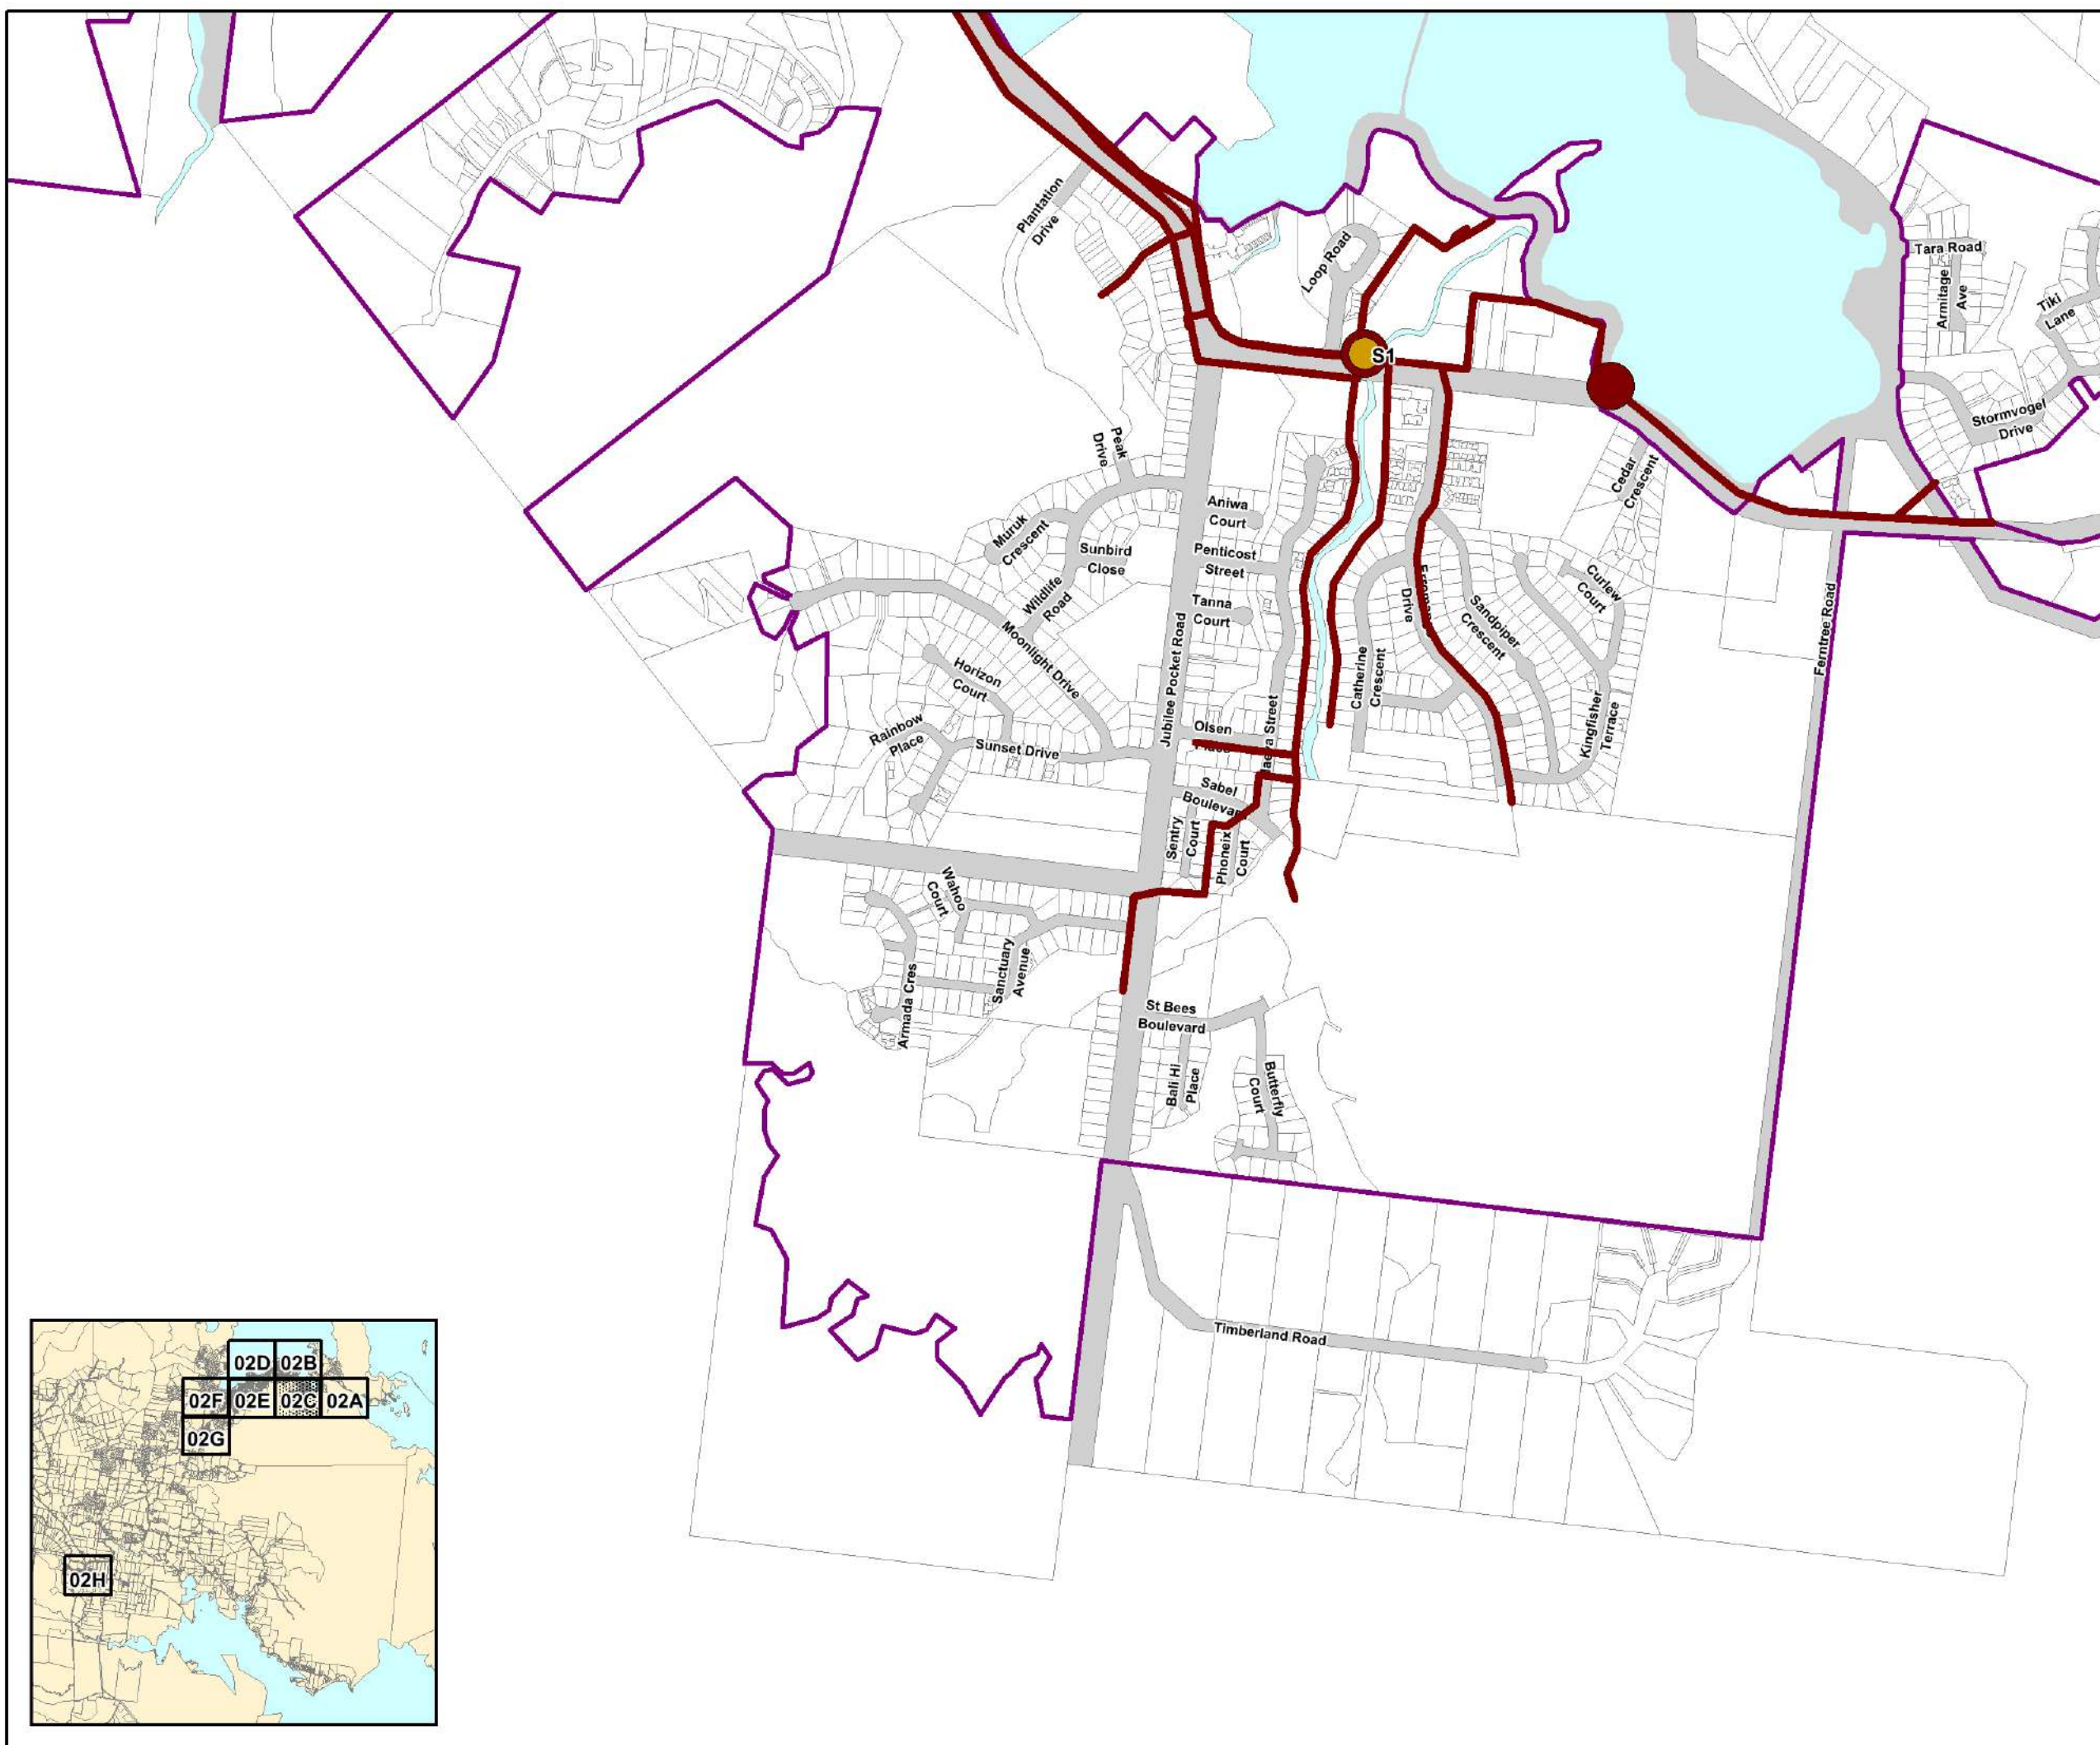 Plantation
Drive
Loop Road
S1
Tara Road
Armitage
Ave
Tiki
Lane
Stormvogel
Drive
Peak
Drive
Cedar
Crescent
Aniwa
Court
Muruk
Crescent
Sunbird
Close
Penticost
Street
Wildlife
Road
Tanna
Court
Drive
Curlew
Court
Sandpiper
Crescent
Ferntree Road
Moonlight Drive
Jubilee Pocket Road
Horizon
Court
Catherine
Crescent
Rainbow
Place
Sunset Drive
Olsen
Place
Street
Kingfisher
Terrace
Sabel
Boulevard
Sentry
Court
Phoneix
Court
Wahoo
Court
Sanctuary
Avenue
Armada Cres
St Bees
Boulevard
Bali Hi
Place
Butterfly
Court
Timberland Road
02D
02B
02F
02E
02C
02A
02G
02H